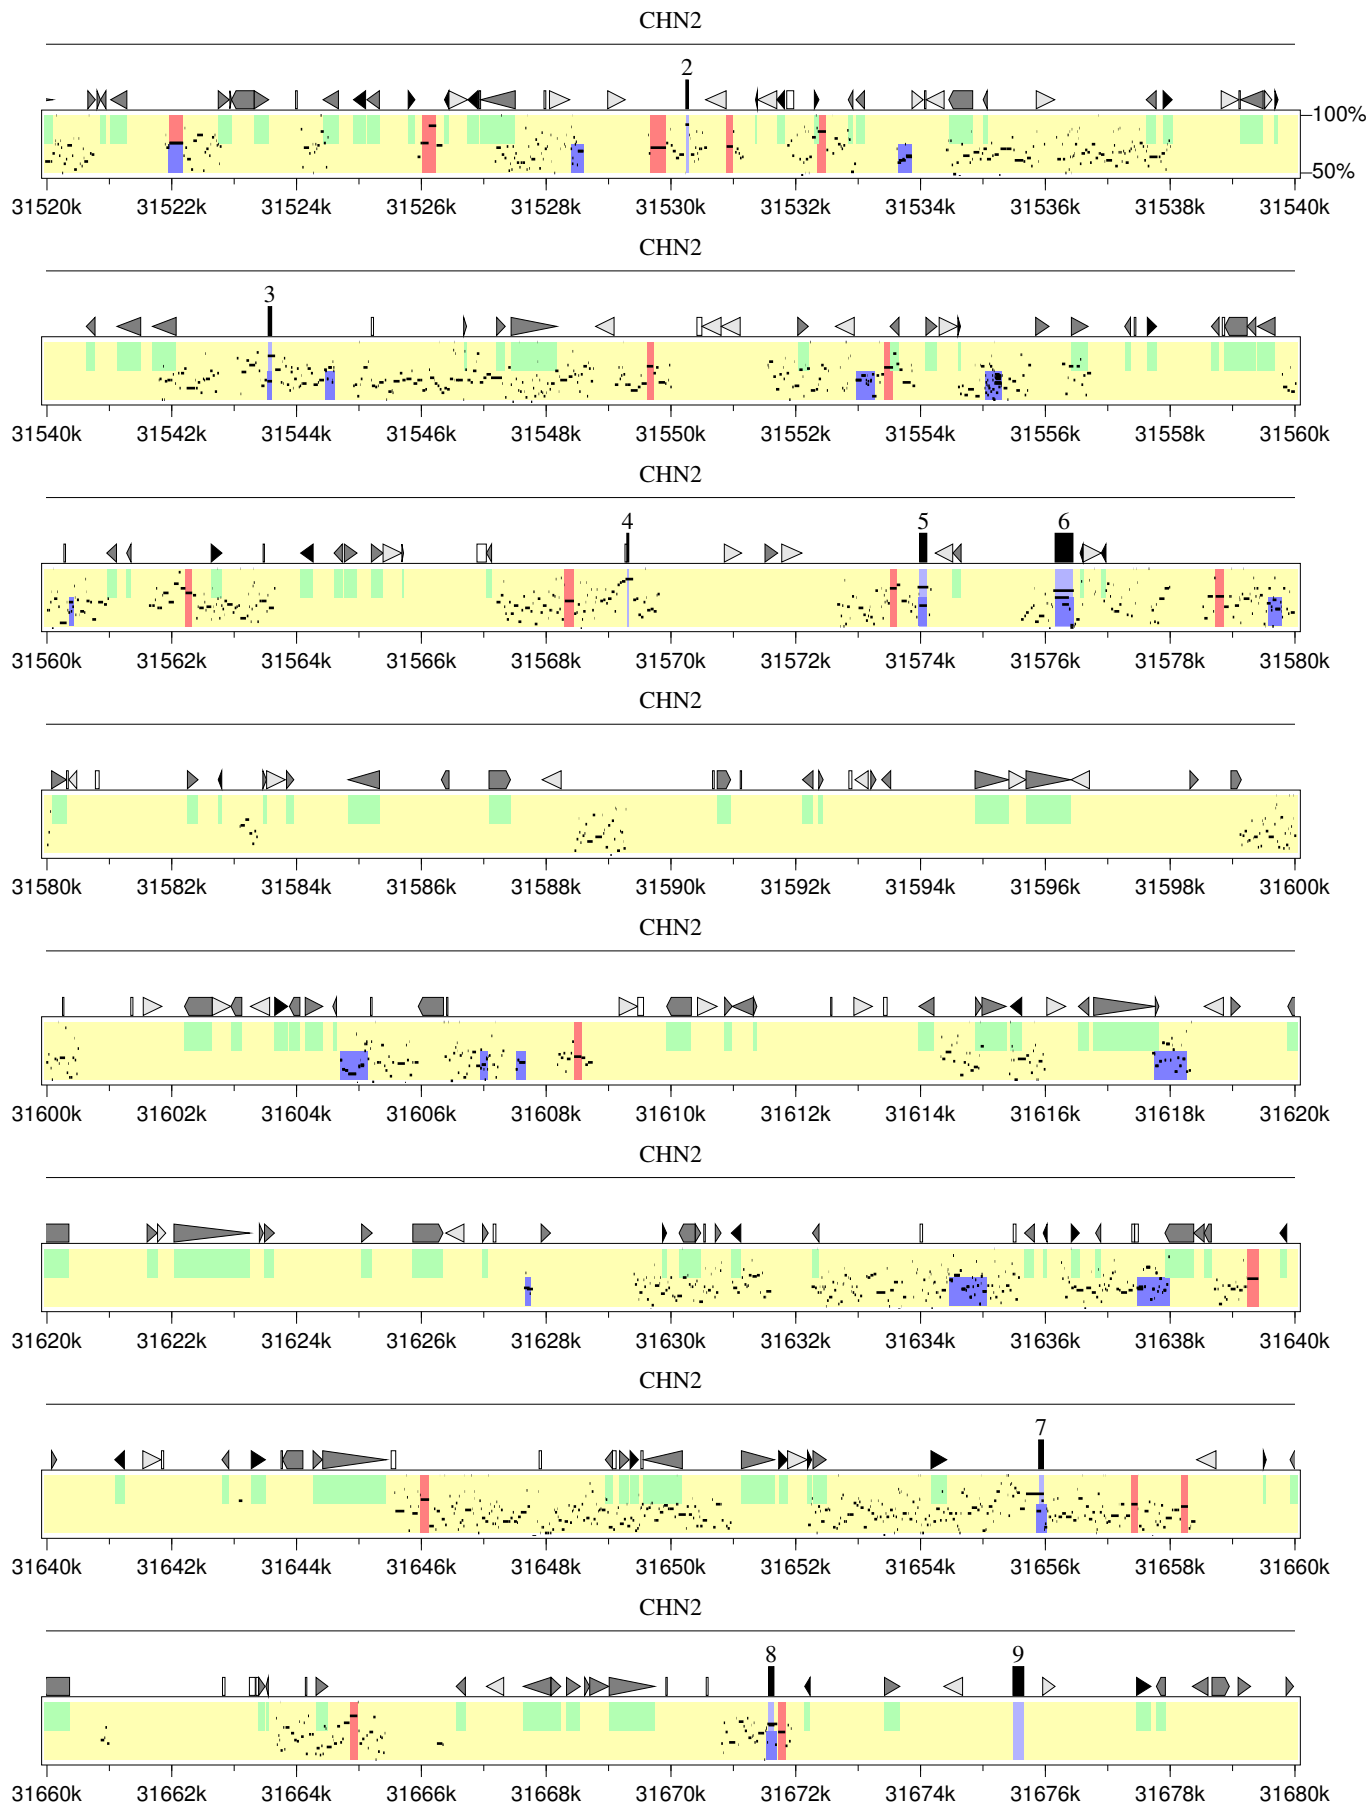 CHN2
2
100%
50%
31520k 31522k 31524k 31526k 31528k 31530k 31532k 31534k 31536k 31538k 31540k
CHN2
3
31540k 31542k 31544k 31546k 31548k 31550k 31552k 31554k 31556k 31558k 31560k
CHN2
4 5 6
31560k 31562k 31564k 31566k 31568k 31570k 31572k 31574k 31576k 31578k 31580k
CHN2
31580k 31582k 31584k 31586k 31588k 31590k 31592k 31594k 31596k 31598k 31600k
CHN2
31600k 31602k 31604k 31606k 31608k 31610k 31612k 31614k 31616k 31618k 31620k
CHN2
31620k 31622k 31624k 31626k 31628k 31630k 31632k 31634k 31636k 31638k 31640k
CHN2
7
31640k 31642k 31644k 31646k 31648k 31650k 31652k 31654k 31656k 31658k 31660k
CHN2
8 9
31660k 31662k 31664k 31666k 31668k 31670k 31672k 31674k 31676k 31678k 31680k